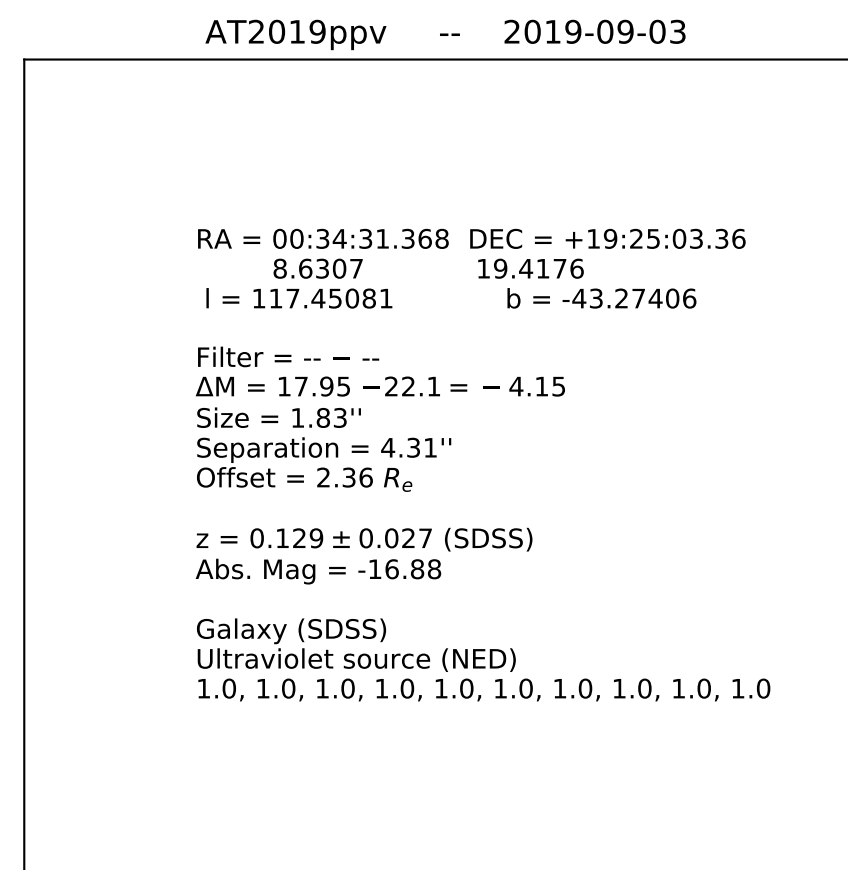 AT2019ppv -- 2019-09-03
RA = 00:34:31.368 DEC = +19:25:03.36
8.6307 19.4176
l = 117.45081 b = -43.27406
Filter = -- − --
ΔM = 17.95 −22.1 = − 4.15
Size = 1.83''
Separation = 4.31''
Offset = 2.36 Re
z = 0.129 ± 0.027 (SDSS)
Abs. Mag = -16.88
Galaxy (SDSS)
Ultraviolet source (NED)
1.0, 1.0, 1.0, 1.0, 1.0, 1.0, 1.0, 1.0, 1.0, 1.0